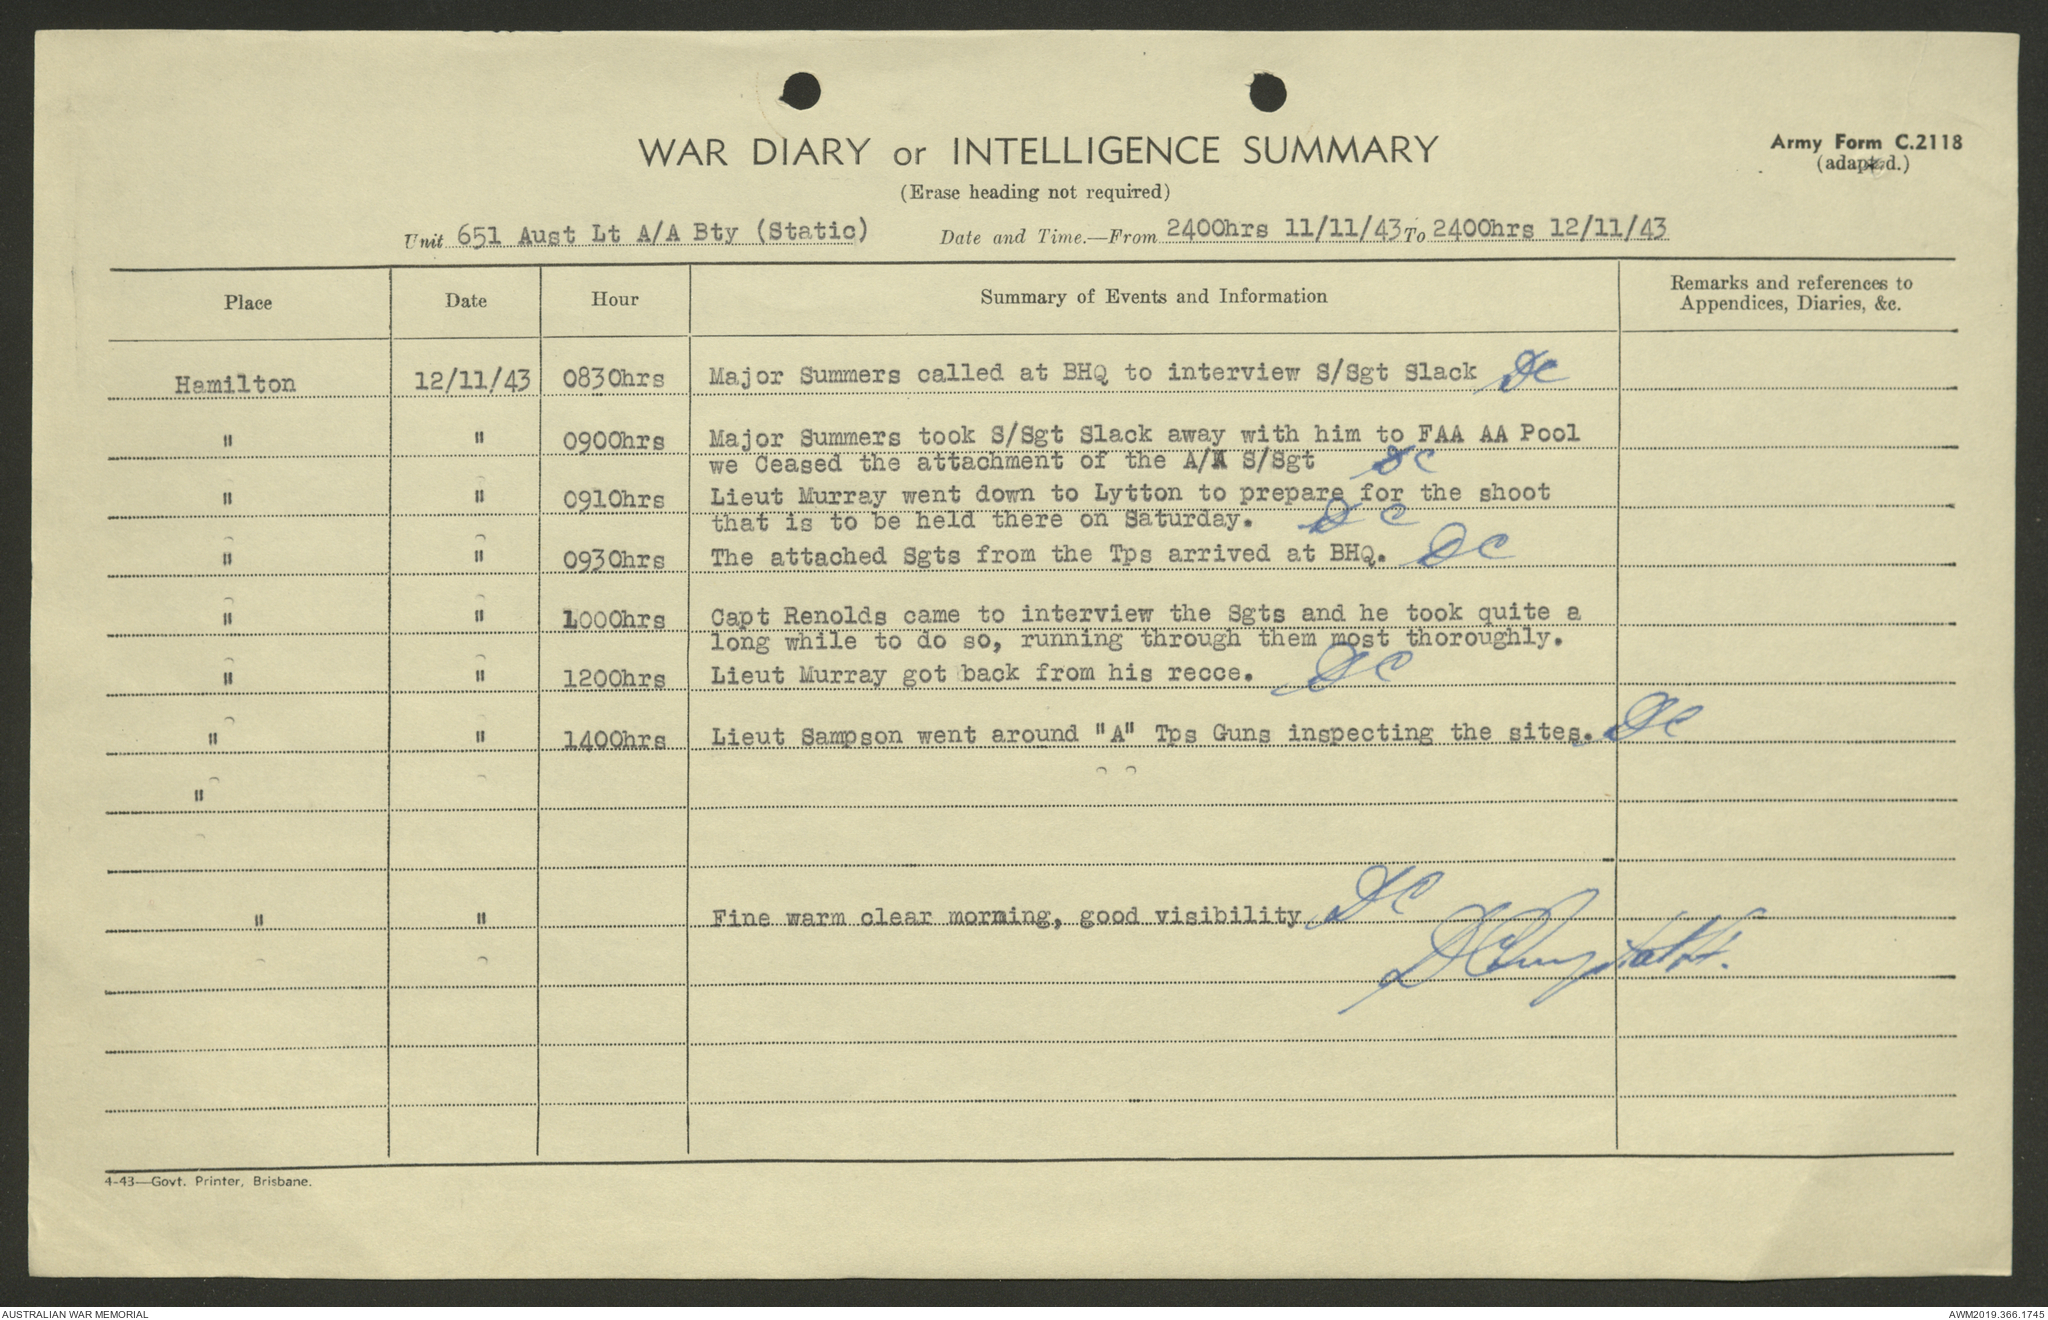 WAR DIARY or INTELLIGENCE SUMMARY
Army Form C.2118
(adapted.)
(Erase heading not required)
Unit 651 Aust Lt A/A Bty (Static) Date and Time.—From 2400hrs 11/11/43 To 2400hrs 12/11/43
Place Date Hour Summary of Events and Information Remarks and references to
Appendices, Diaries, &c.
Hamilton 12/11/43 0830hrs Major Summers called at BHQ to interview S/Sgt Slack DC
" " 0900hrs Major Summers took S/Sgt Slack away with him to FAA AA Pool
we Ceased the attachment of the A/A S/Sgt DC
" " 0910hrs Lieut Murray went down to Lytton to prepare for the shoot
that is to be held there on Saturday. DC
" " 0930hrs The attached Sgts from the Tps arrived at BHQ. DC
" " 1000hrs Capt Renolds came to interview the Sgts and he took quite a
long while to do so, running through them most thoroughly.
" " 1200hrs Lieut Murray got back from his recce. DC
" " 1400hrs Lieut Sampson went around "A" Tps Guns inspecting the sites. DC
"
" " Fine warm clear morning, good visibility DC
4-43—Govt. Printer, Brisbane.
AUSTRALIAN WAR MEMORIAL
AWM2019.366.1745